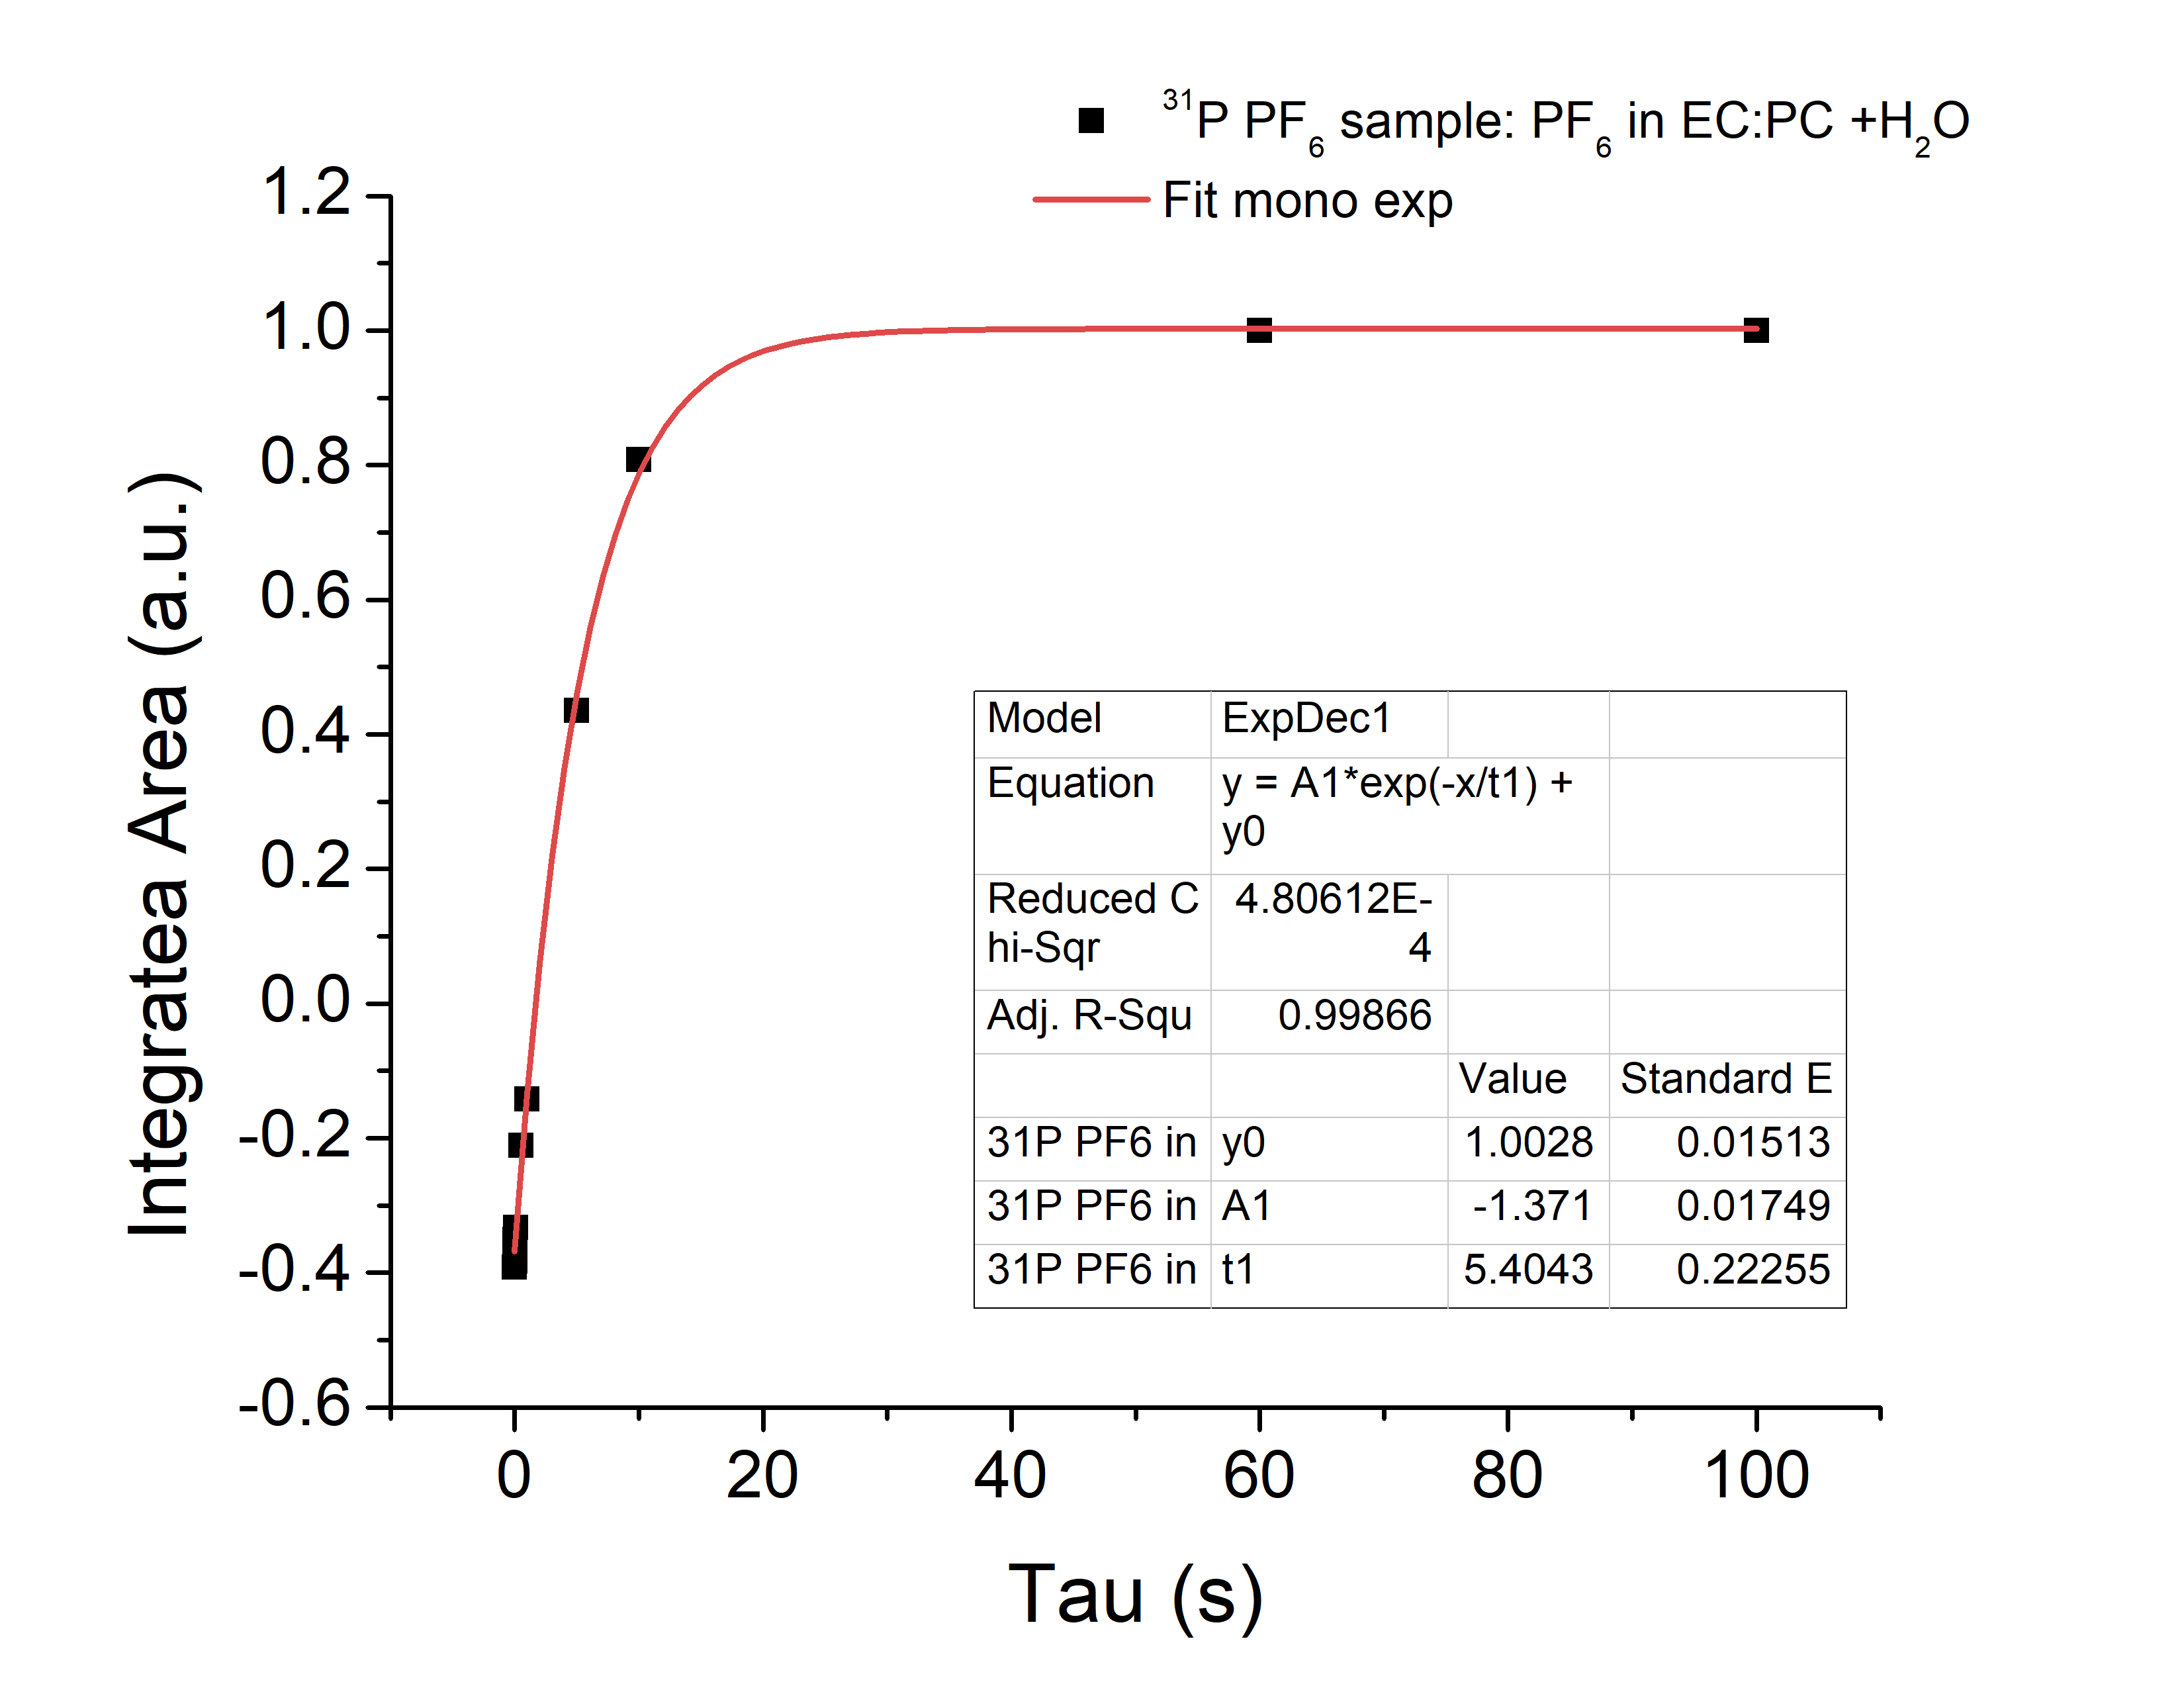 ³¹P PF₆ sample: PF₆ in EC:PC +H₂O
Fit mono exp
1.2
1.0
0.8
0.6
0.4
0.2
0.0
-0.2
-0.4
-0.6
Integratea Area (a.u.)
Model ExpDec1
Equation y = A1*exp(-x/t1) +
y0
Reduced C 4.80612E-
hi-Sqr 4
Adj. R-Squ 0.99866
Value Standard E
31P PF6 in y0 1.0028 0.01513
31P PF6 in A1 -1.371 0.01749
31P PF6 in t1 5.4043 0.22255
0 20 40 60 80 100
Tau (s)